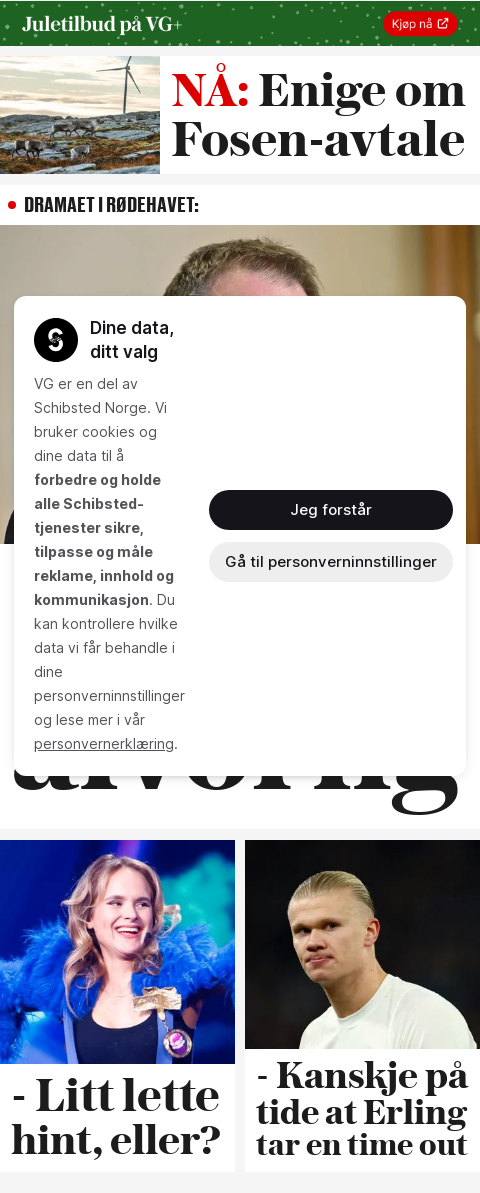 Juletilbud på VG+
Kjøp nå
NÅ: Enige om
Fosen-avtale
DRAMAET I RØDEHAVET:
Dine data,
ditt valg
VG er en del av
Schibsted Norge. Vi
bruker cookies og
dine data til å
forbedre og holde
alle Schibsted-
tjenester sikre,
tilpasse og måle
reklame, innhold og
kommunikasjon. Du
kan kontrollere hvilke
data vi får behandle i
dine
personverninnstillinger
og lese mer i vår
personvernerklæring.
Jeg forstår
Gå til personverninnstillinger
- Litt lette
hint, eller?
- Kanskje på
tide at Erling
tar en time out